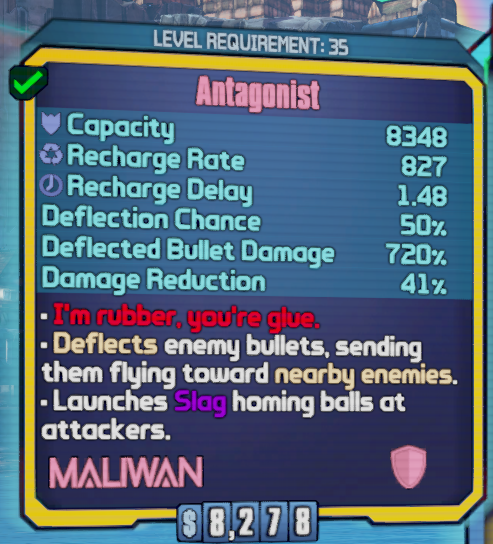 LEVEL REQUIREMENT: 35
Antagonist
Capacity 8348
Recharge Rate 827
Recharge Delay 1.48
Deflection Chance 50%
Deflected Bullet Damage 720%
Damage Reduction 41%
• I'm rubber, you're glue.
• Deflects enemy bullets, sending
them flying toward nearby enemies.
• Launches Slag homing balls at
attackers.
MALIWAN
$ 8,278